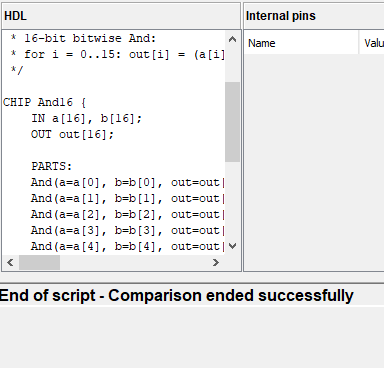 HDL
Internal pins
* 16-bit bitwise And:
* for i = 0..15: out[i] = (a[i]
*/
Name
CHIP And16 {
IN a[16], b[16];
OUT out[16];
PARTS:
And(a=a[0], b=b[0], out=out[
And(a=a[1], b=b[1], out=out[
And(a=a[2], b=b[2], out=out[
And(a=a[3], b=b[3], out=out[
And(a=a[4], b=b[4], out=out[
End of script - Comparison ended successfully